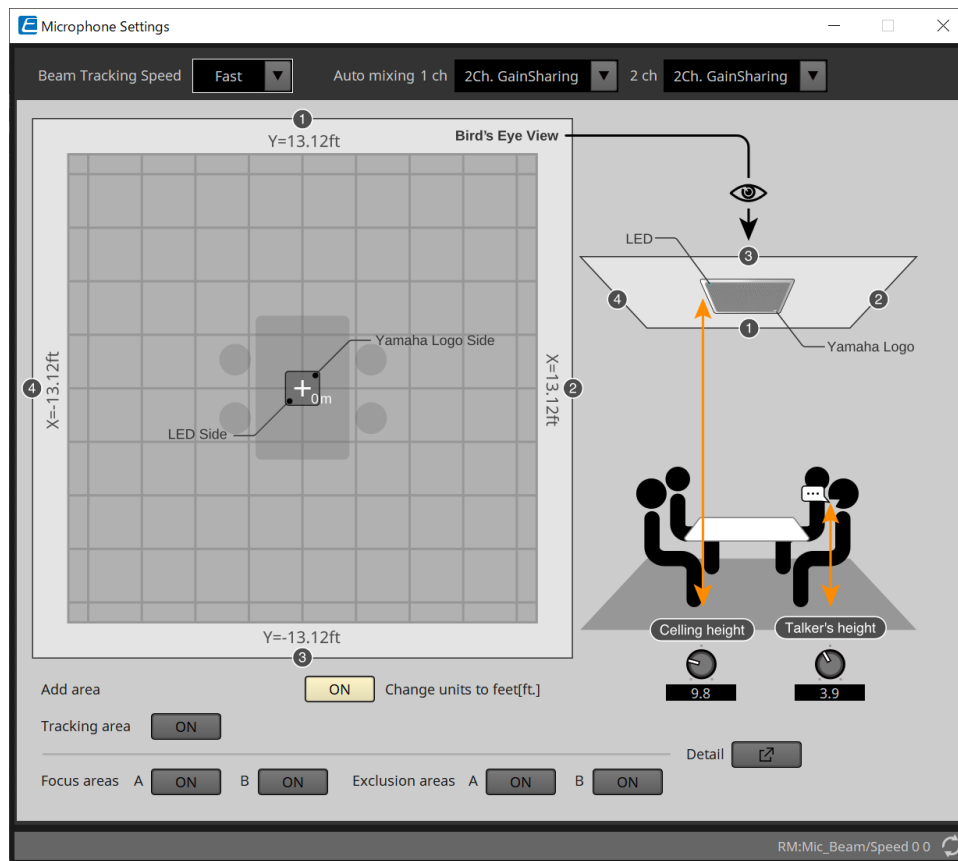 Microphone Settings
Beam Tracking Speed Fast Auto mixing 1 ch 2Ch. GainSharing 2 ch 2Ch. GainSharing
1
Y=13.12ft
Bird's Eye View
LED
3
4
2
1
Yamaha Logo
Yamaha Logo Side
4
X=-13.12ft
0m
X=13.12ft
2
LED Side
...
Y=-13.12ft
3
Celling height Talker's height
9.8 3.9
Add area ON Change units to feet[ft.]
Tracking area ON
Detail
Focus areas A ON B ON Exclusion areas A ON B ON
RM:Mic_Beam/Speed 0 0